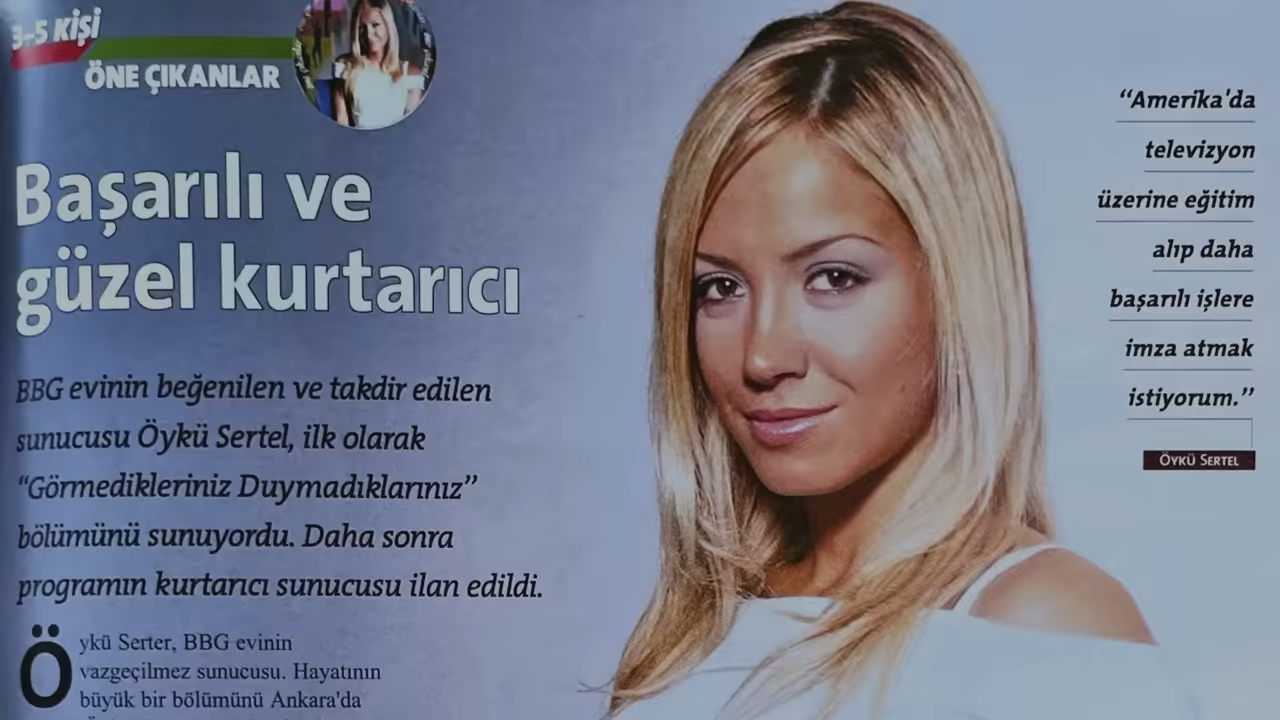 3-5 KİŞİ
ÖNE ÇIKANLAR
Başarılı ve
güzel kurtarıcı
BBG evinin beğenilen ve takdir edilen
sunucusu Öykü Sertel, ilk olarak
“Görmedikleriniz Duymadıklarınız”
bölümünü sunuyordu. Daha sonra
programın kurtarıcı sunucusu ilan edildi.
Öykü Serter, BBG evinin
vazgeçilmez sunucusu. Hayatının
büyük bir bölümünü Ankara'da
“Amerika'da
televizyon
üzerine eğitim
alıp daha
başarılı işlere
imza atmak
istiyorum.”
ÖYKÜ SERTEL